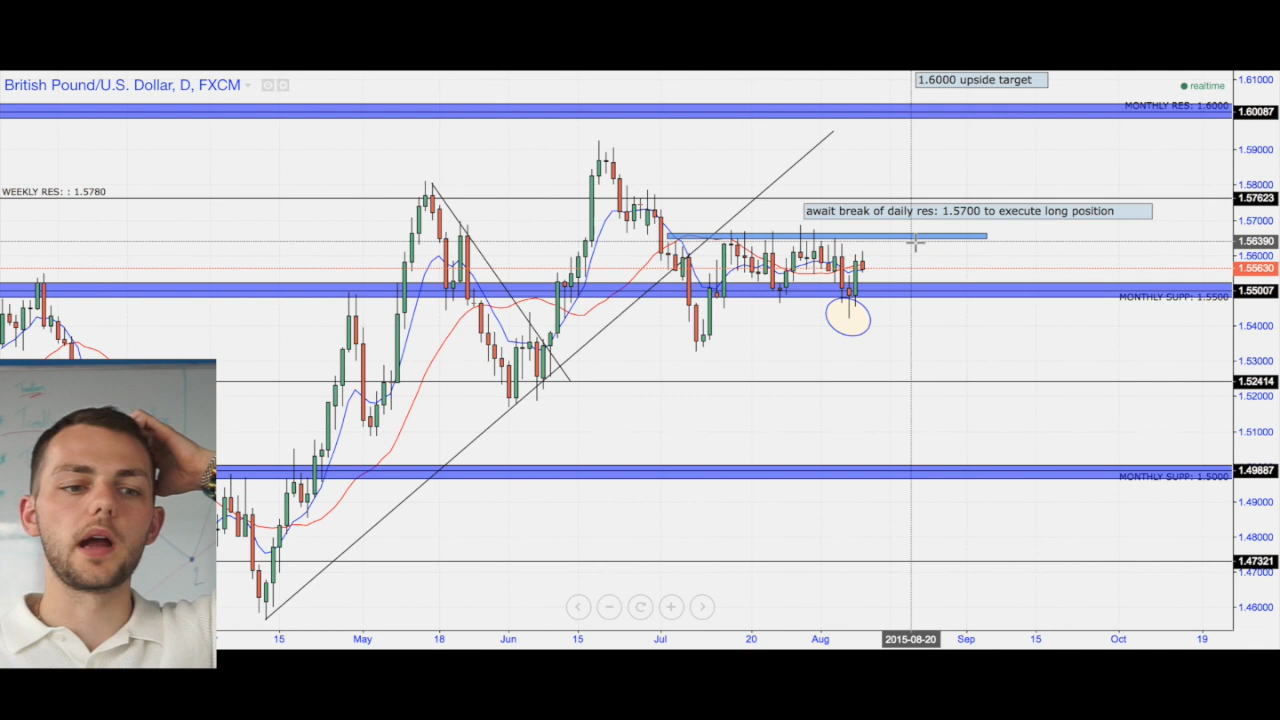 1.6000 upside target
British Pound/U.S. Dollar, D, FXCM
realtime
1.61000
MONTHLY RES: 1.6000
1.60087
1.59000
1.58000
WEEKLY RES: : 1.5780
1.57623
await break of daily res: 1.5700 to execute long position
1.57000
1.56390
1.56000
1.55630
1.55007
MONTHLY SUPP: 1.5500
1.54000
1.53000
1.52414
1.52000
1.51000
1.49887
MONTHLY SUPP: 1.5000
1.49000
1.48000
1.47321
1.47000
1.46000
15
May
18
Jun
15
Jul
20
Aug
2015-08-20
Sep
15
Oct
19